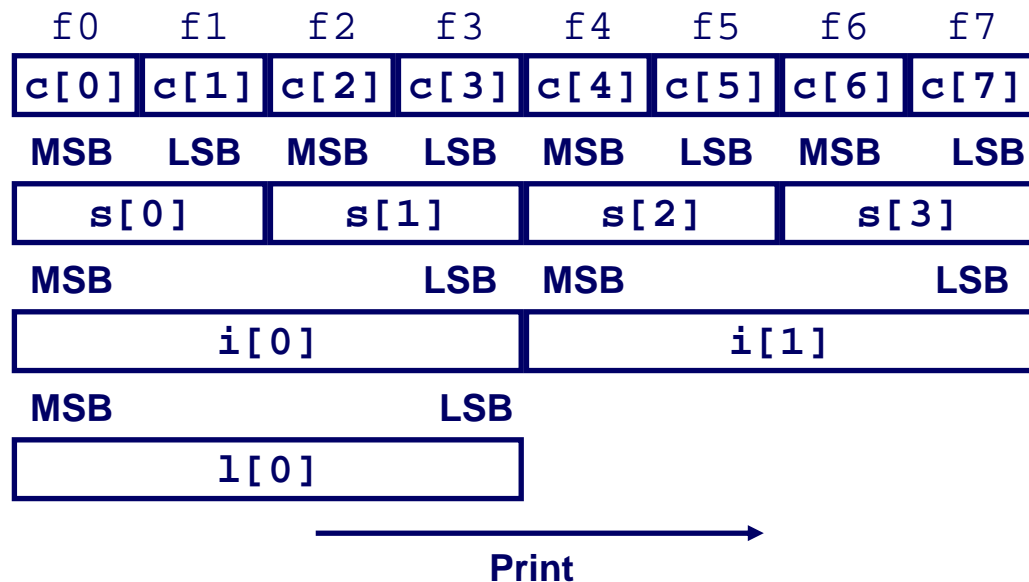 f0 f1 f2 f3 f4 f5 f6 f7
c[0] c[1] c[2] c[3] c[4] c[5] c[6] c[7]
MSB LSB MSB LSB MSB LSB MSB LSB
s[0] s[1] s[2] s[3]
MSB LSB MSB LSB
i[0] i[1]
MSB LSB
l[0]
Print